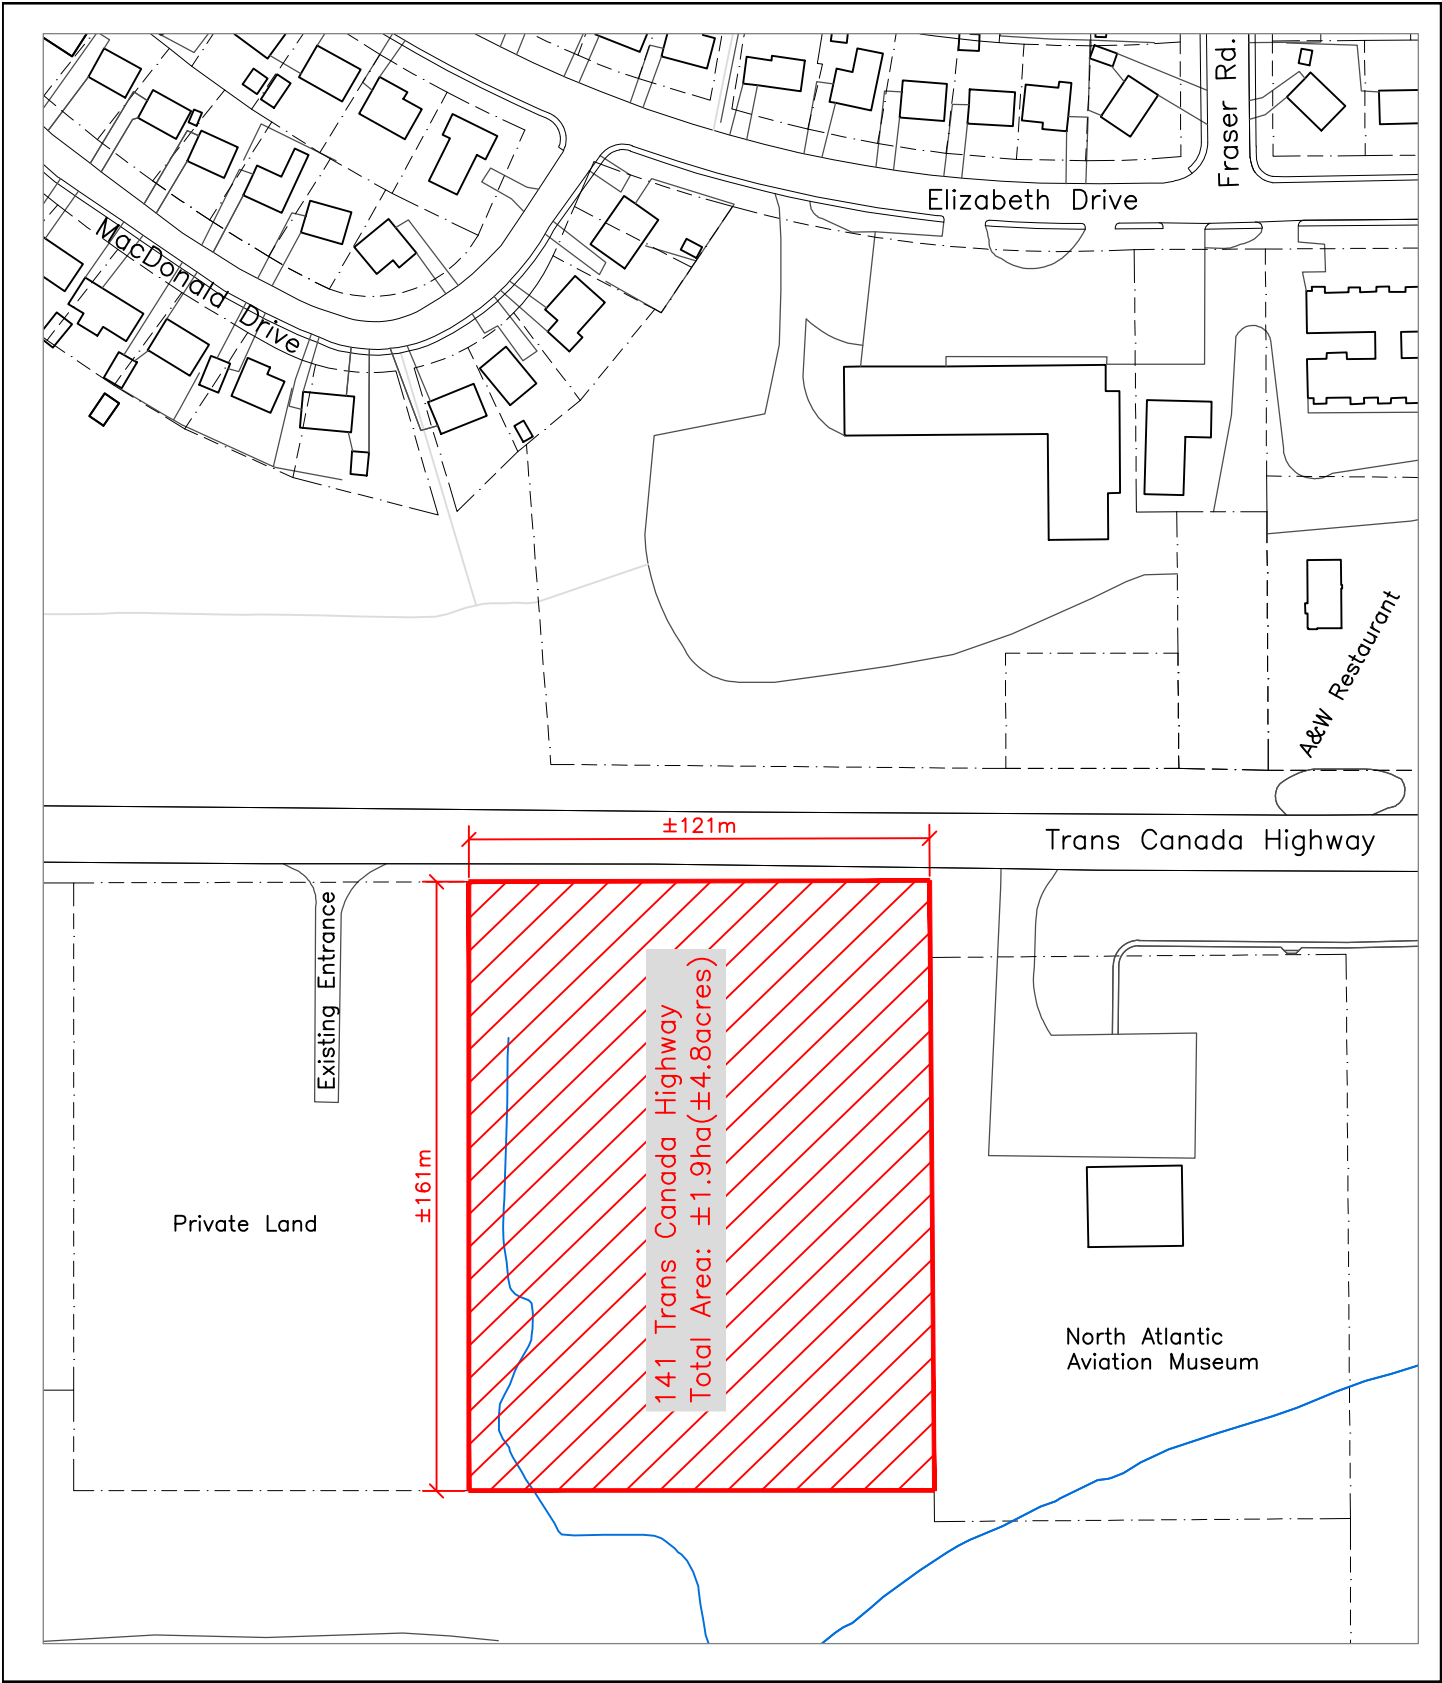 Fraser Rd.
Elizabeth Drive
MacDonald Drive
A&W Restaurant
±121m
Trans Canada Highway
Existing Entrance
±161m
141 Trans Canada Highway
Total Area: ±1.9ha(±4.8acres)
Private Land
North Atlantic
Aviation Museum